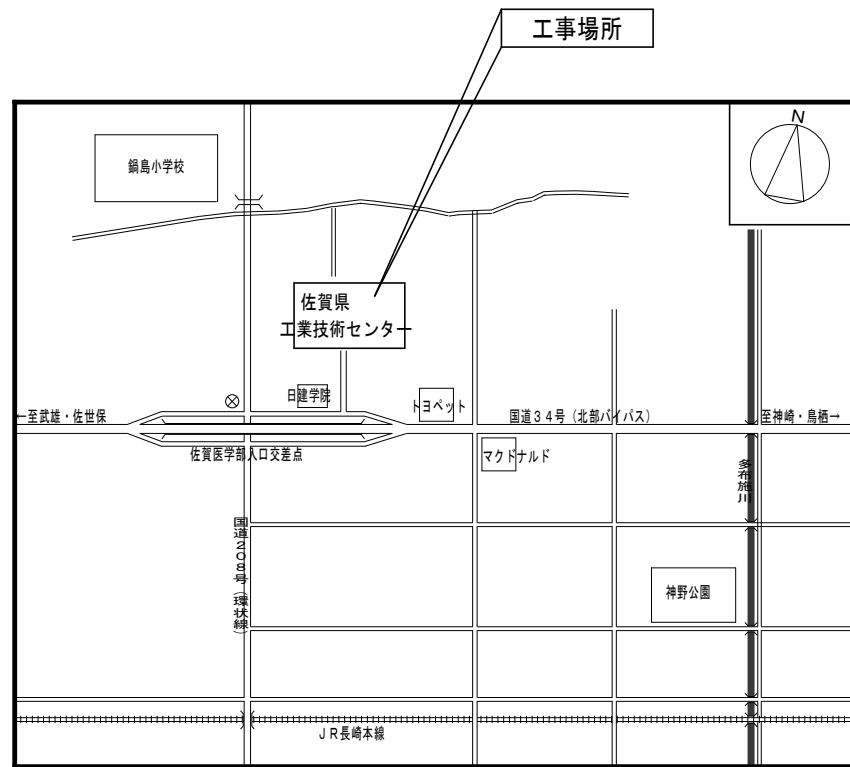 工事場所
N
鍋島小学校
佐賀県
工業技術センター
日建学院
トヨペット
←至武雄・佐世保
国道34号(北部バイパス)
至神崎・鳥栖→
佐賀医学部入口交差点
マクドナルド
多布施川
国道208号(環状線)
神野公園
JR長崎本線